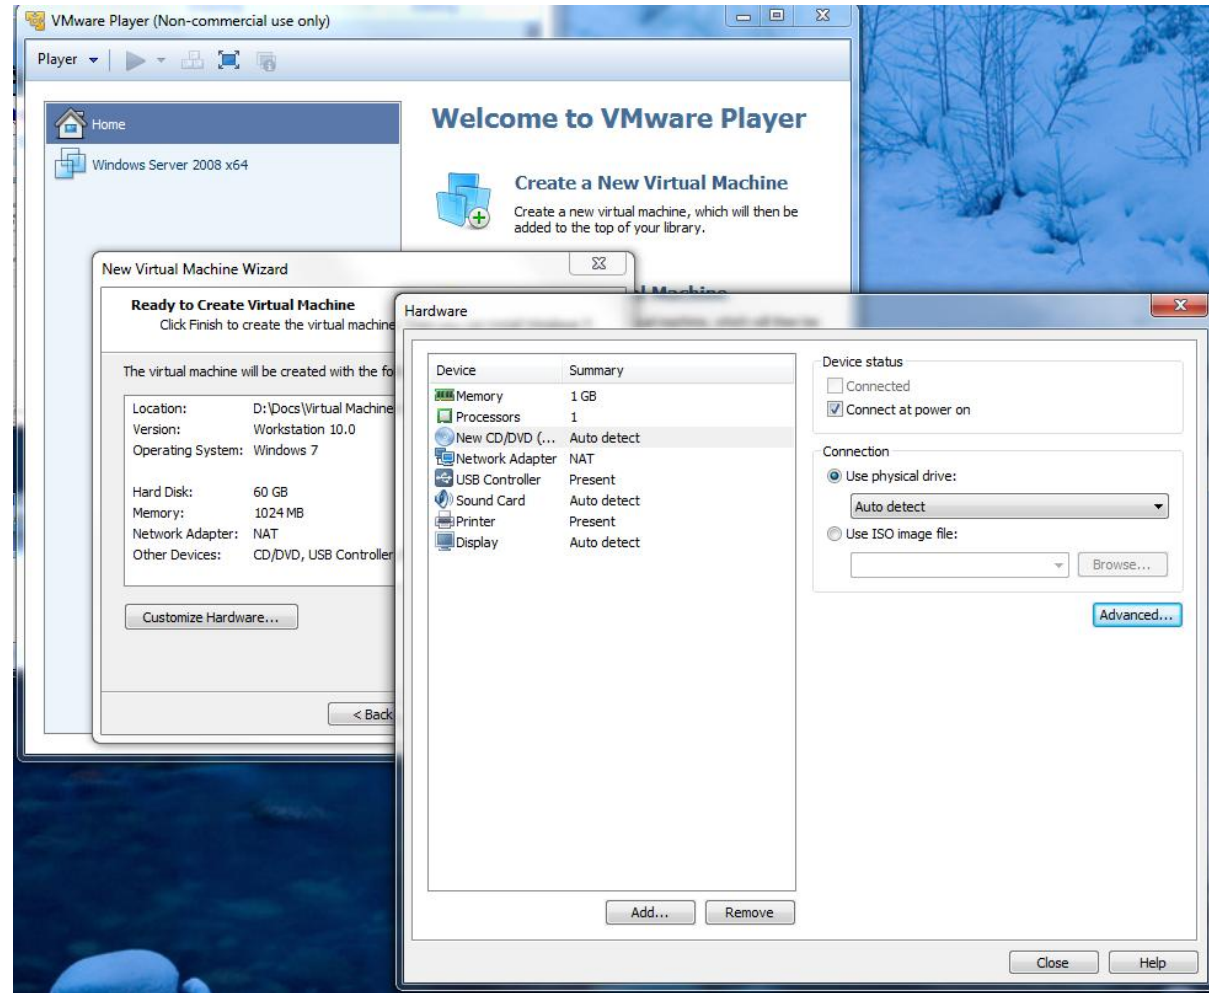 VMware Player (Non-commercial use only)
Player
Home
Windows Server 2008 x64
Welcome to VMware Player
Create a New Virtual Machine
Create a new virtual machine, which will then be
added to the top of your library.
New Virtual Machine Wizard
Ready to Create Virtual Machine
Click Finish to create the virtual machine
The virtual machine will be created with the fo
Location: D:\Docs\Virtual Machine
Version: Workstation 10.0
Operating System: Windows 7
Hard Disk: 60 GB
Memory: 1024 MB
Network Adapter: NAT
Other Devices: CD/DVD, USB Controller
Customize Hardware...
< Back
Hardware
Device Summary
Memory 1 GB
Processors 1
New CD/DVD (... Auto detect
Network Adapter NAT
USB Controller Present
Sound Card Auto detect
Printer Present
Display Auto detect
Add... Remove
Device status
Connected
Connect at power on
Connection
Use physical drive:
Auto detect
Use ISO image file:
Browse...
Advanced...
Close Help